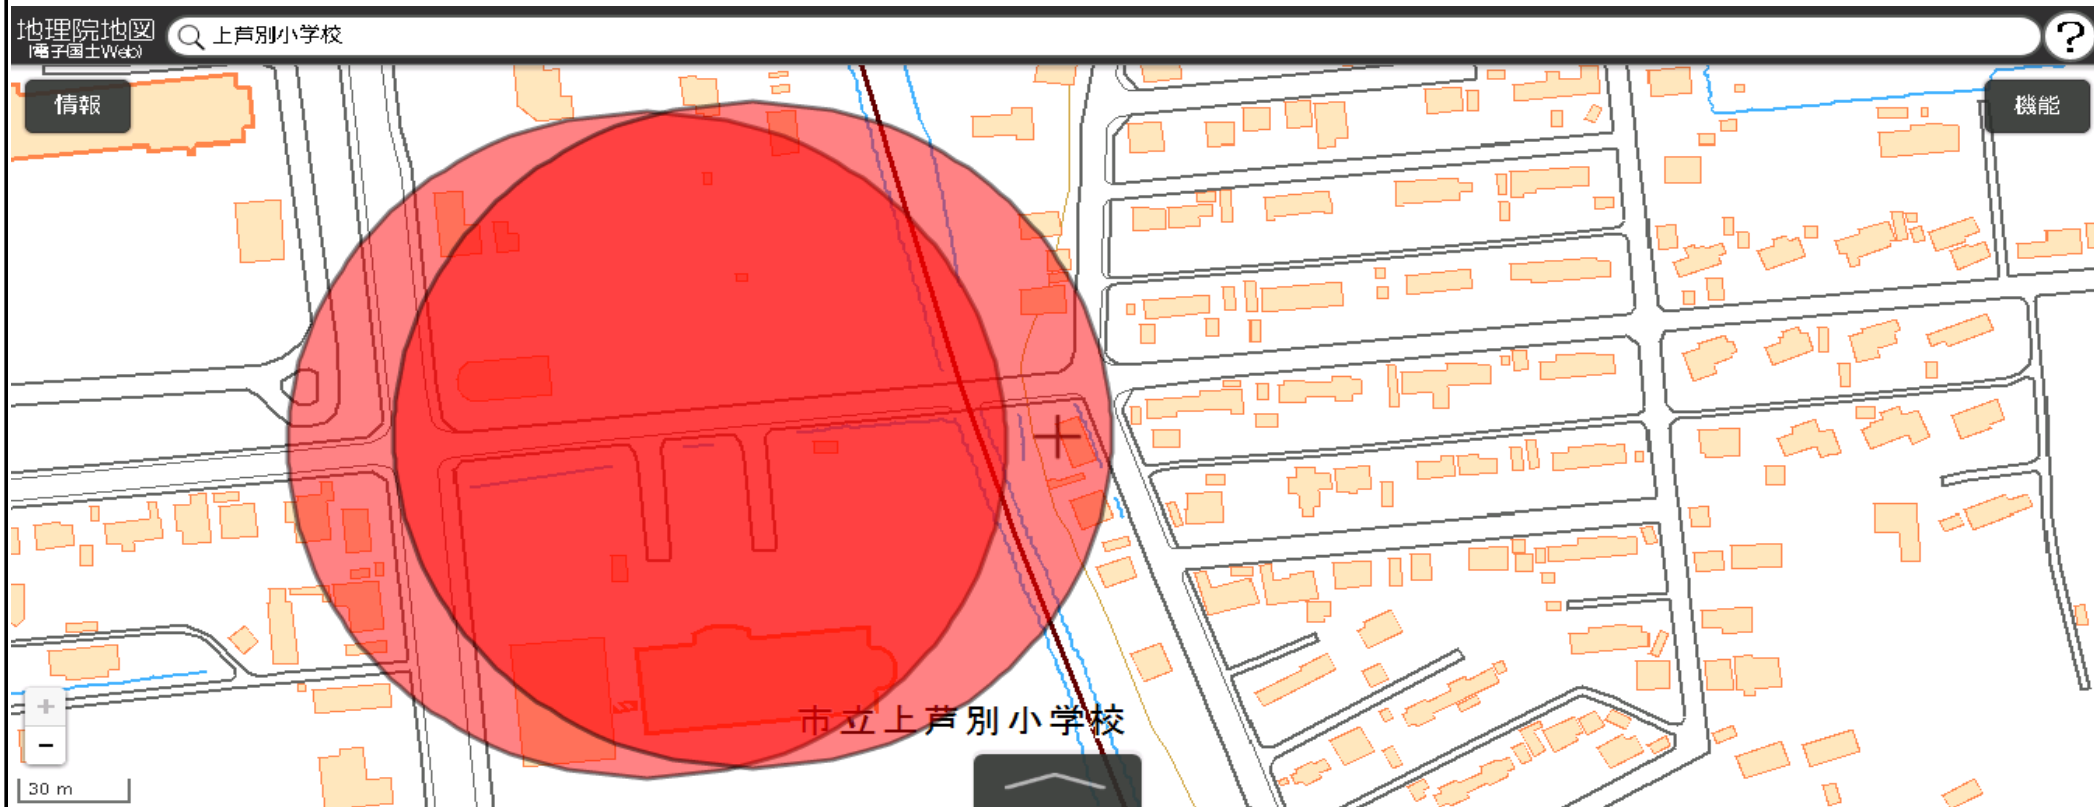 地理院地図
(電子国土Web)
上芦別小学校
?
情報
機能
市立上芦別小学校
+
−
30 m